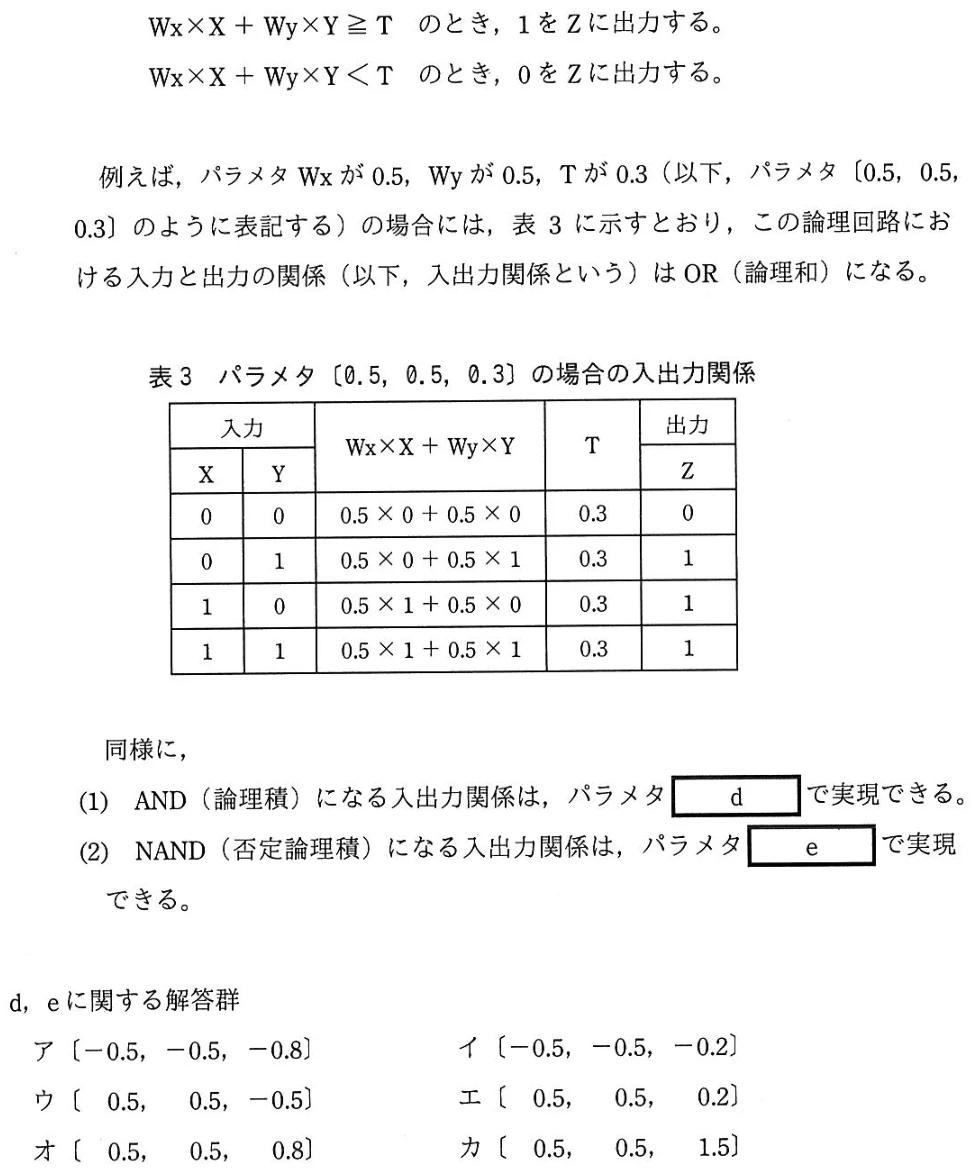 Wx×X + Wy×Y ≧ T のとき，1 を Z に出力する。
Wx×X + Wy×Y ＜ T のとき，0 を Z に出力する。
例えば，パラメタ Wx が 0.5，Wy が 0.5，T が 0.3（以下，パラメタ〔0.5，0.5，
0.3〕のように表記する）の場合には，表 3 に示すとおり，この論理回路にお
ける入力と出力の関係（以下，入出力関係という）は OR（論理和）になる。
表 3 パラメタ〔0.5，0.5，0.3〕の場合の入出力関係
入力 Wx×X + Wy×Y T 出力
X Y Z
0 0 0.5 × 0 + 0.5 × 0 0.3 0
0 1 0.5 × 0 + 0.5 × 1 0.3 1
1 0 0.5 × 1 + 0.5 × 0 0.3 1
1 1 0.5 × 1 + 0.5 × 1 0.3 1
同様に，
(1) AND（論理積）になる入出力関係は，パラメタ d で実現できる。
(2) NAND（否定論理積）になる入出力関係は，パラメタ e で実現
できる。
d，e に関する解答群
ア〔－0.5，－0.5，－0.8〕 イ〔－0.5，－0.5，－0.2〕
ウ〔 0.5， 0.5，－0.5〕 エ〔 0.5， 0.5， 0.2〕
オ〔 0.5， 0.5， 0.8〕 カ〔 0.5， 0.5， 1.5〕